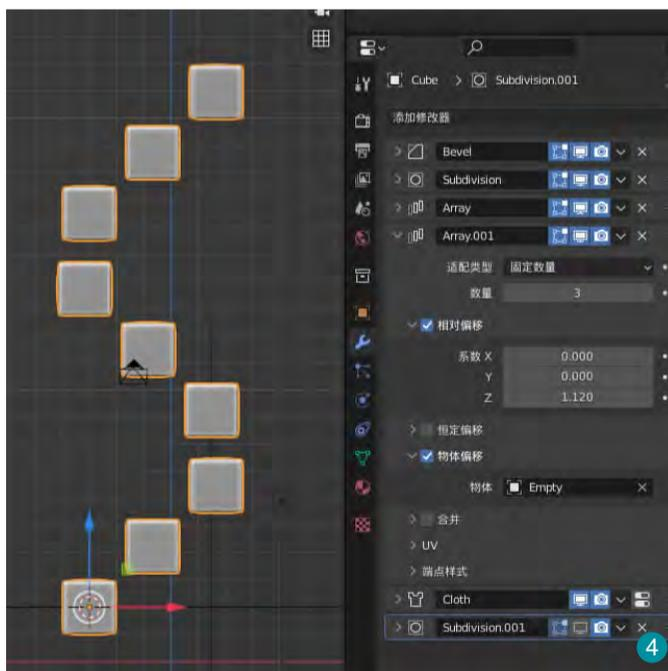 Cube > Subdivision.001
添加修改器
Bevel
Subdivision
Array
Array.001
适配类型 固定数量
数量 3
相对偏移
系数 X 0.000
Y 0.000
Z 1.120
恒定偏移
物体偏移
物体 Empty
合并
UV
端点样式
Cloth
Subdivision.001
4